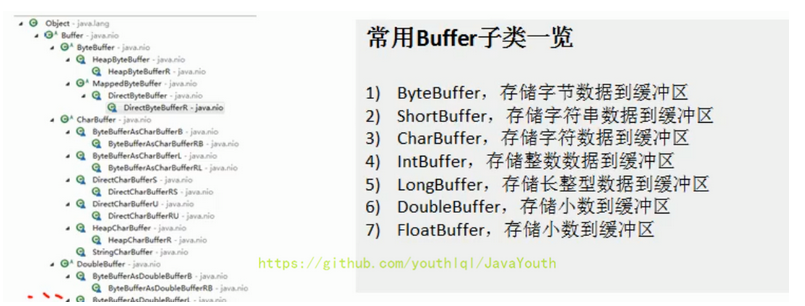 Object - java.lang
Buffer - java.nio
ByteBuffer - java.nio
HeapByteBuffer - java.nio
HeapByteBufferR - java.nio
MappedByteBuffer - java.nio
DirectByteBuffer - java.nio
DirectByteBufferR - java.nio
CharBuffer - java.nio
ByteBufferAsCharBufferB - java.nio
ByteBufferAsCharBufferRB - java.nio
ByteBufferAsCharBufferL - java.nio
ByteBufferAsCharBufferRL - java.nio
DirectCharBufferS - java.nio
DirectCharBufferRS - java.nio
DirectCharBufferU - java.nio
DirectCharBufferRU - java.nio
HeapCharBuffer - java.nio
HeapCharBufferR - java.nio
StringCharBuffer - java.nio
DoubleBuffer - java.nio
ByteBufferAsDoubleBufferB - java.nio
ByteBufferAsDoubleBufferRB - java.nio
ByteBufferAsDoubleBufferL - java.nio
常用Buffer子类一览
1) ByteBuffer，存储字节数据到缓冲区
2) ShortBuffer，存储字符串数据到缓冲区
3) CharBuffer，存储字符数据到缓冲区
4) IntBuffer，存储整数数据到缓冲区
5) LongBuffer，存储长整型数据到缓冲区
6) DoubleBuffer，存储小数到缓冲区
7) FloatBuffer，存储小数到缓冲区
https://github.com/youthlql/JavaYouth